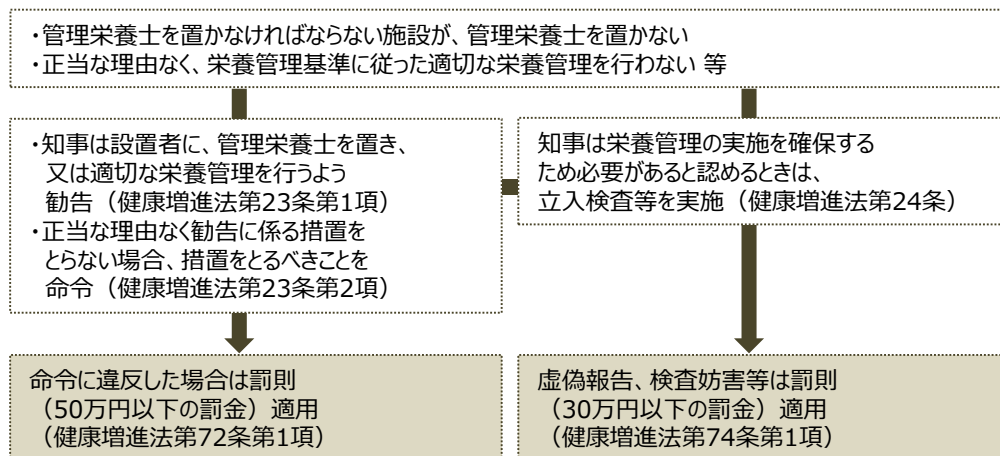 ・管理栄養士を置かなければならない施設が、管理栄養士を置かない
・正当な理由なく、栄養管理基準に従った適切な栄養管理を行わない 等
・知事は設置者に、管理栄養士を置き、
又は適切な栄養管理を行うよう
勧告（健康増進法第23条第1項）
・正当な理由なく勧告に係る措置を
とらない場合、措置をとるべきことを
命令（健康増進法第23条第2項）
知事は栄養管理の実施を確保する
ため必要があると認めるときは、
立入検査等を実施（健康増進法第24条）
命令に違反した場合は罰則
（50万円以下の罰金）適用
（健康増進法第72条第1項）
虚偽報告、検査妨害等は罰則
（30万円以下の罰金）適用
（健康増進法第74条第1項）